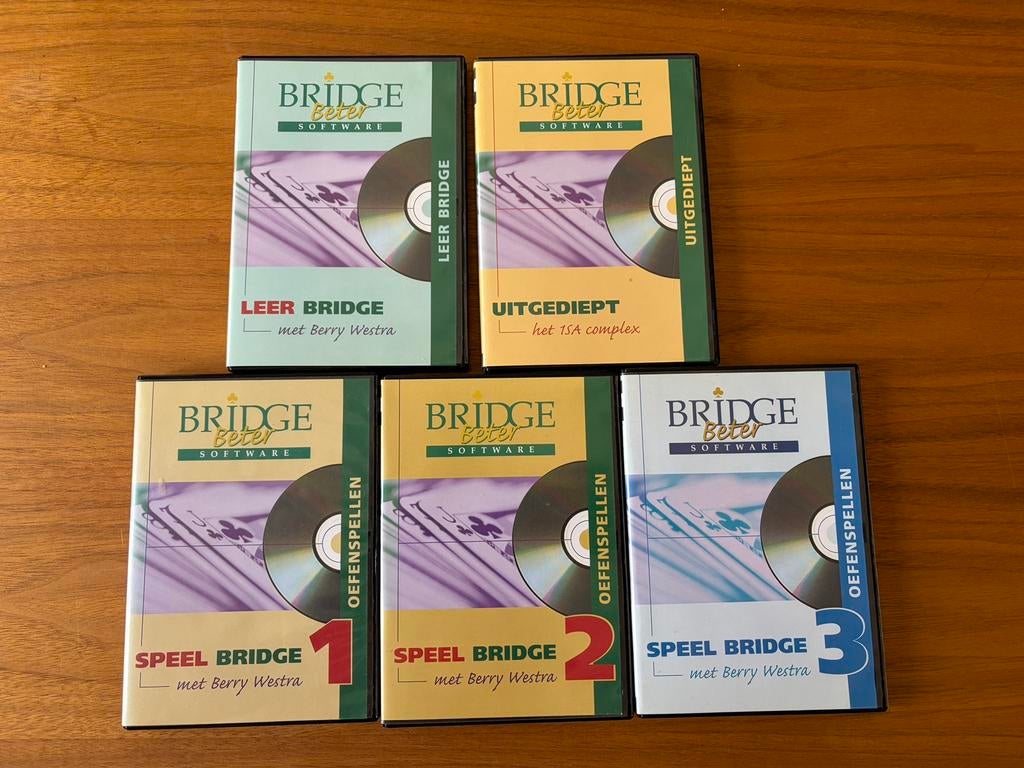 BRIDGE
Beter
SOFTWARE
LEER BRIDGE
LEER BRIDGE
met Berry Westra
BRIDGE
Beter
SOFTWARE
UITGEDIEPT
UITGEDIEPT
het 1SA complex
BRIDGE
Beter
SOFTWARE
OEFENSPELLEN
SPEEL BRIDGE 1
met Berry Westra
BRIDGE
Beter
SOFTWARE
OEFENSPELLEN
SPEEL BRIDGE 2
met Berry Westra
BRIDGE
Beter
SOFTWARE
OEFENSPELLEN
SPEEL BRIDGE 3
met Berry Westra